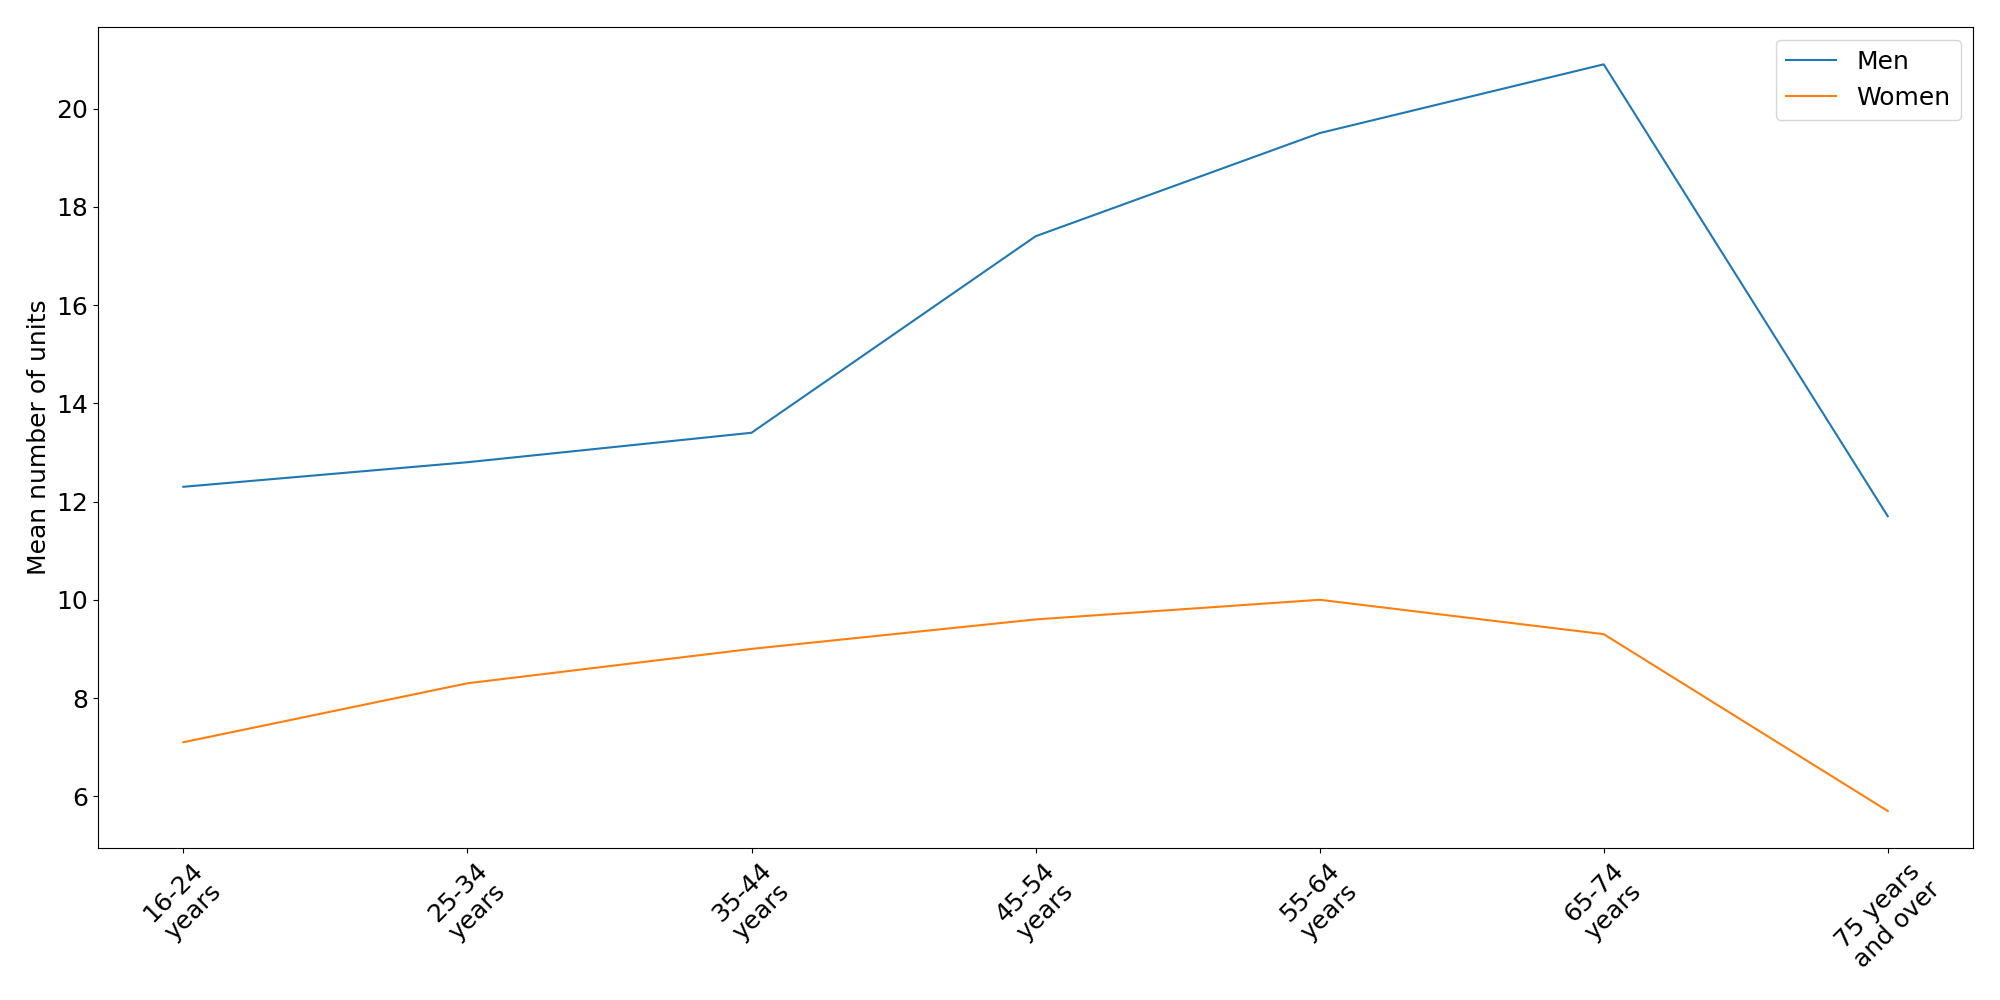 Men
Women
Mean number of units
20
18
16
14
12
10
8
6
16-24
years
25-34
years
35-44
years
45-54
years
55-64
years
65-74
years
75 years
and over